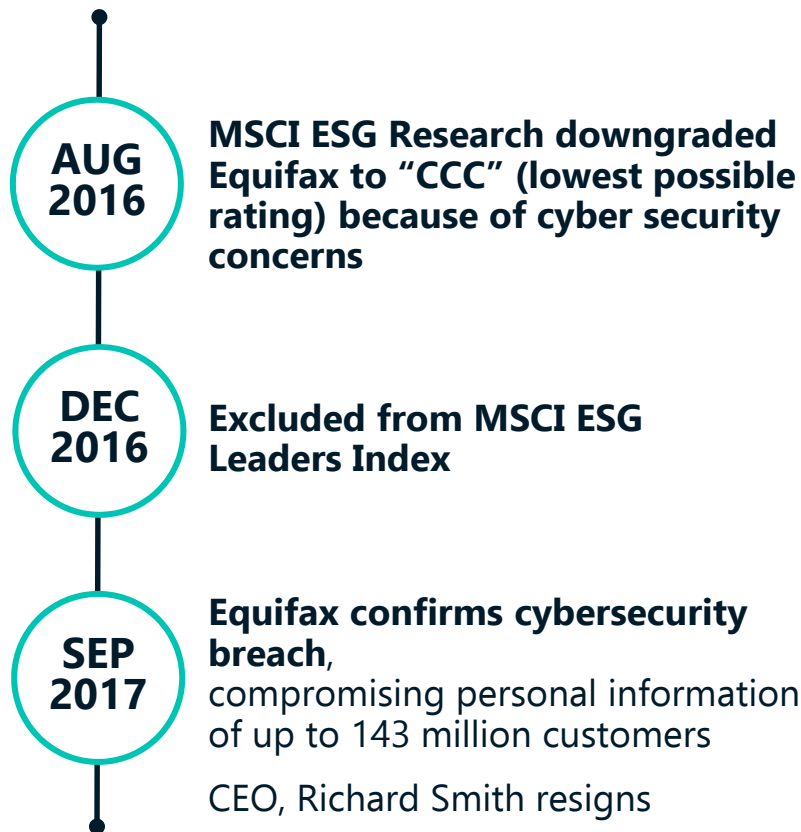 AUG
2016
MSCI ESG Research downgraded
Equifax to “CCC” (lowest possible
rating) because of cyber security
concerns
DEC
2016
Excluded from MSCI ESG
Leaders Index
SEP
2017
Equifax confirms cybersecurity
breach,
compromising personal information
of up to 143 million customers
CEO, Richard Smith resigns